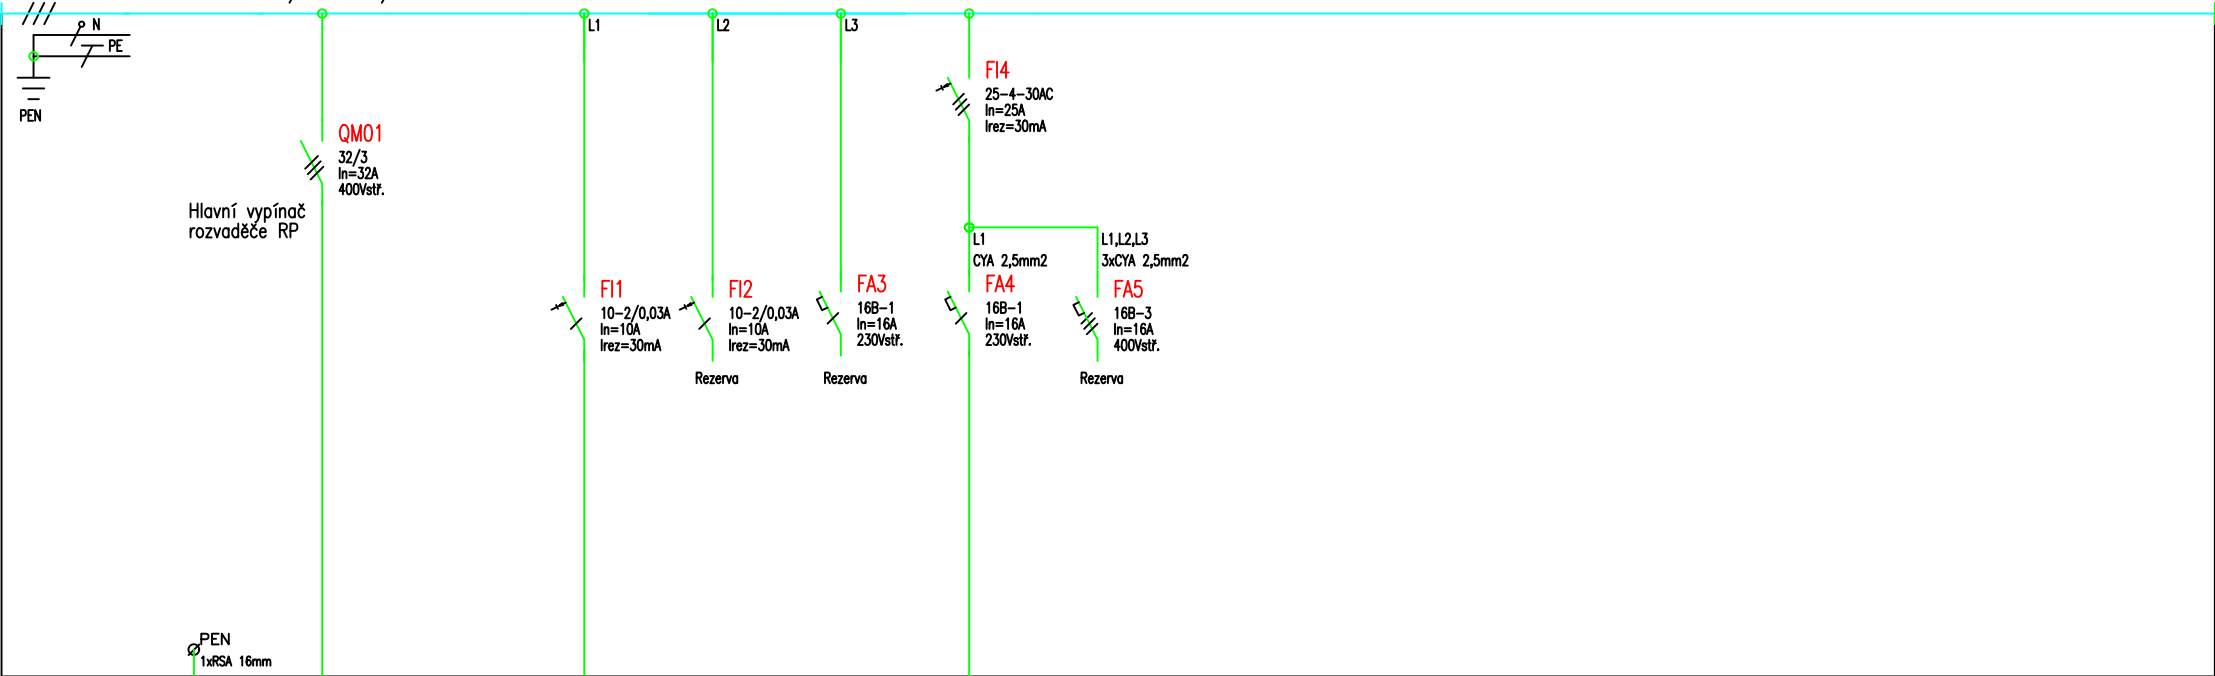 N
PE
PEN
QM01
32/3
In=32A
400Vstř.
Hlavní vypínač
rozvaděče RP
L1
FI1
10-2/0,03A
In=10A
Irez=30mA
L2
FI2
10-2/0,03A
In=10A
Irez=30mA
Rezerva
L3
FA3
16B-1
In=16A
230Vstř.
Rezerva
FI4
25-4-30AC
In=25A
Irez=30mA
L1
CYA 2,5mm2
FA4
16B-1
In=16A
230Vstř.
L1,L2,L3
3xCYA 2,5mm2
FA5
16B-3
In=16A
400Vstř.
Rezerva
PEN
1xRSA 16mm